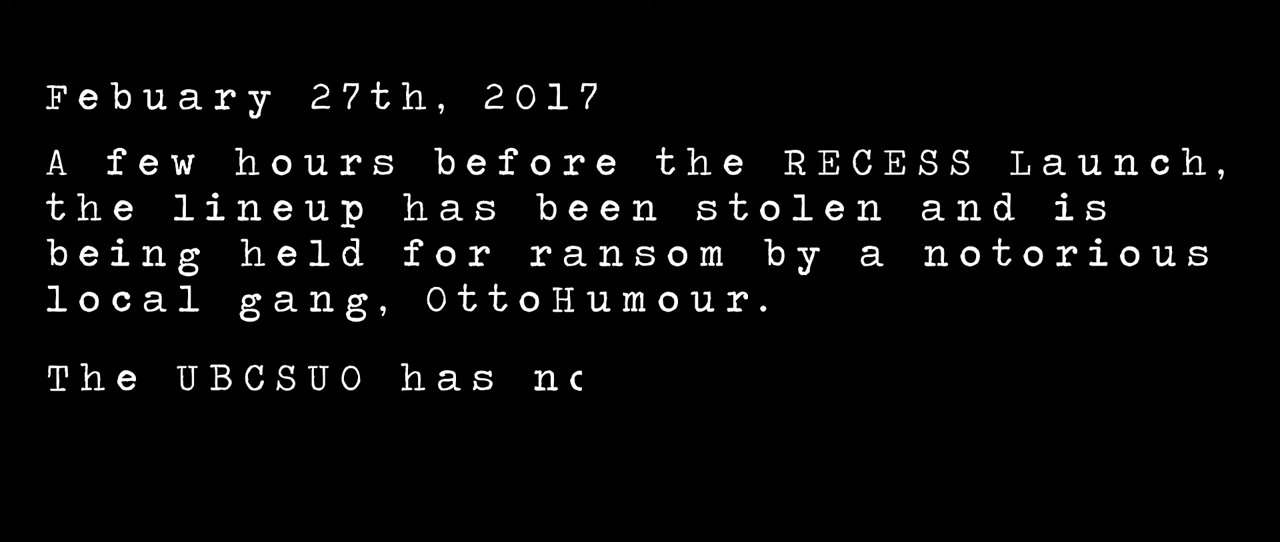 Febuary 27th, 2017
A few hours before the RECESS Launch,
the lineup has been stolen and is
being held for ransom by a notorious
local gang, OttoHumour.
The UBCSUO has